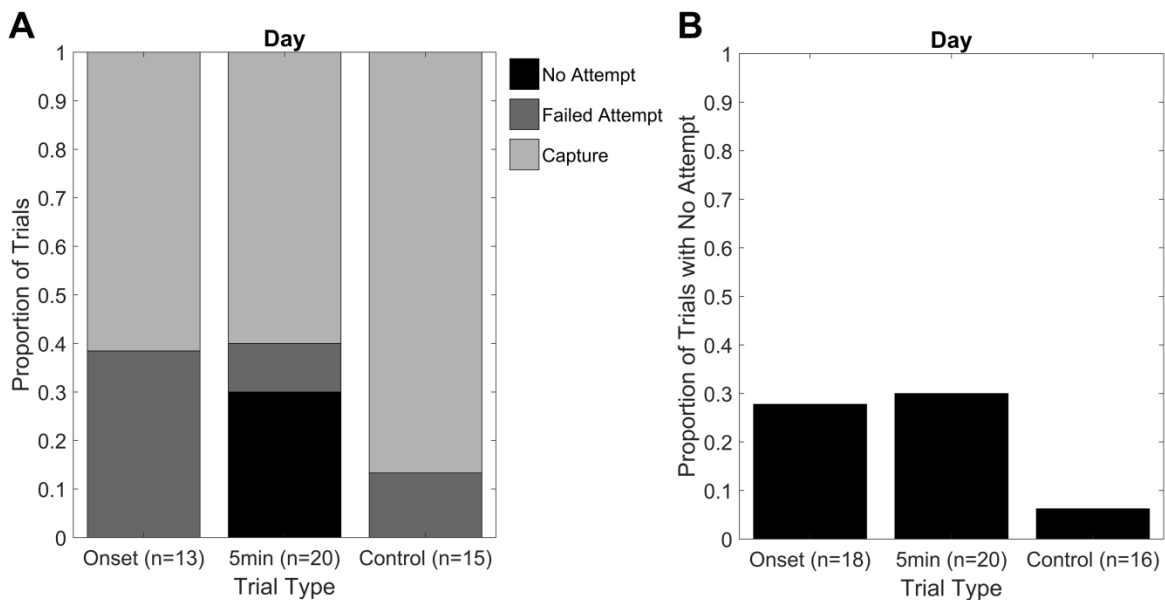 A
Day
Proportion of Trials
1
0.9
0.8
0.7
0.6
0.5
0.4
0.3
0.2
0.1
0
Onset (n=13) 5min (n=20) Control (n=15)
Trial Type
No Attempt
Failed Attempt
Capture
B
Day
Proportion of Trials with No Attempt
1
0.9
0.8
0.7
0.6
0.5
0.4
0.3
0.2
0.1
0
Onset (n=18) 5min (n=20) Control (n=16)
Trial Type